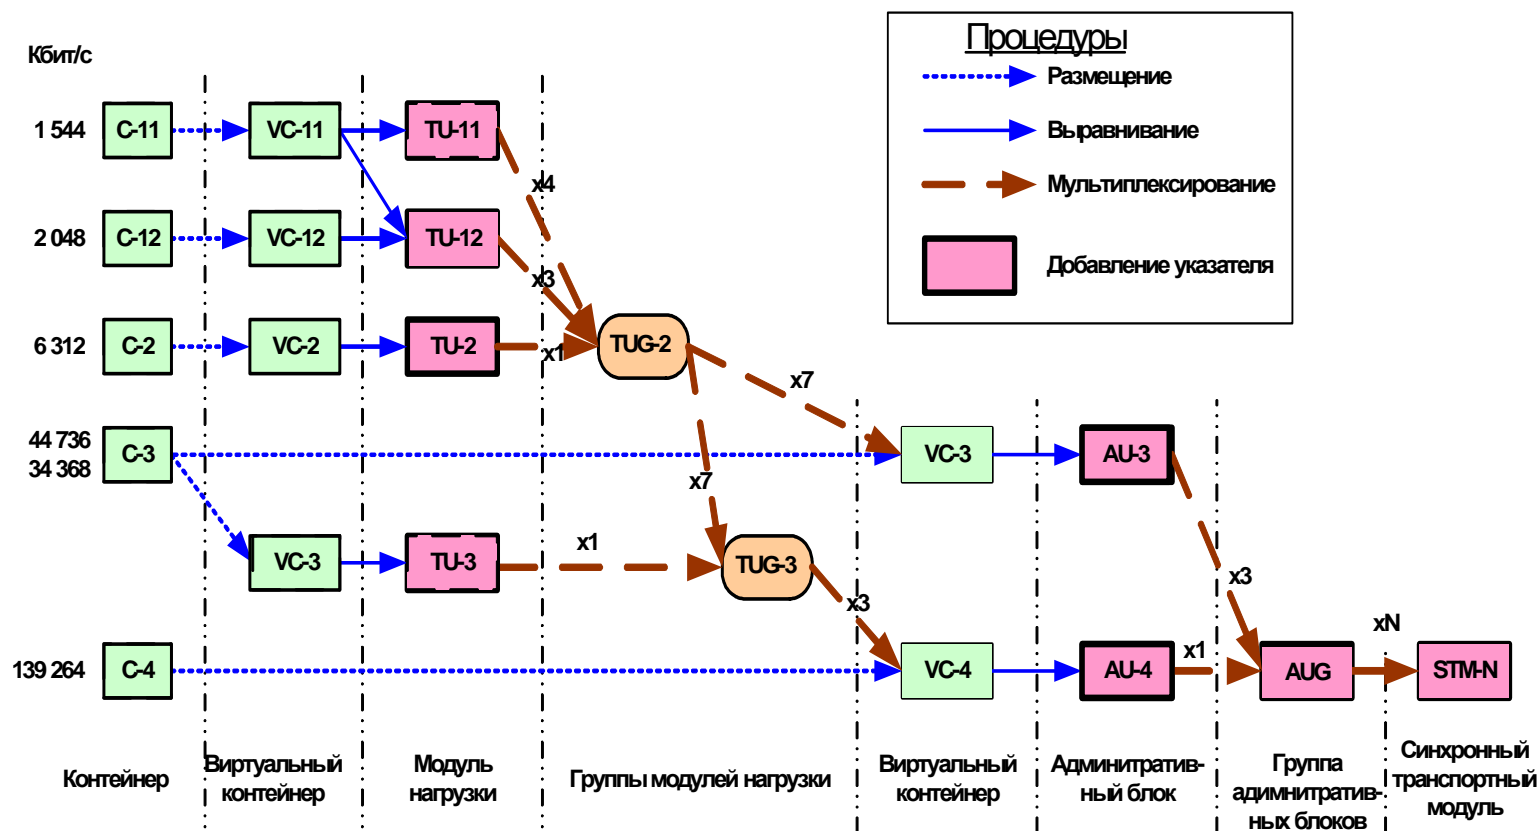 Процедуры
Размещение
Выравнивание
Мультиплексирование
Добавление указателя
Кбит/с
1 544
C-11
VC-11
TU-11
x4
2 048
C-12
VC-12
TU-12
x3
6 312
C-2
VC-2
TU-2
x1
TUG-2
x7
44 736
34 368
C-3
VC-3
AU-3
x7
VC-3
TU-3
x1
TUG-3
x3
x3
139 264
C-4
VC-4
AU-4
x1
AUG
xN
STM-N
Контейнер
Виртуальный
контейнер
Модуль
нагрузки
Группы модулей нагрузки
Виртуальный
контейнер
Админитратив-
ный блок
Группа
адимнитратив-
ных блоков
Синхронный
транспортный
модуль